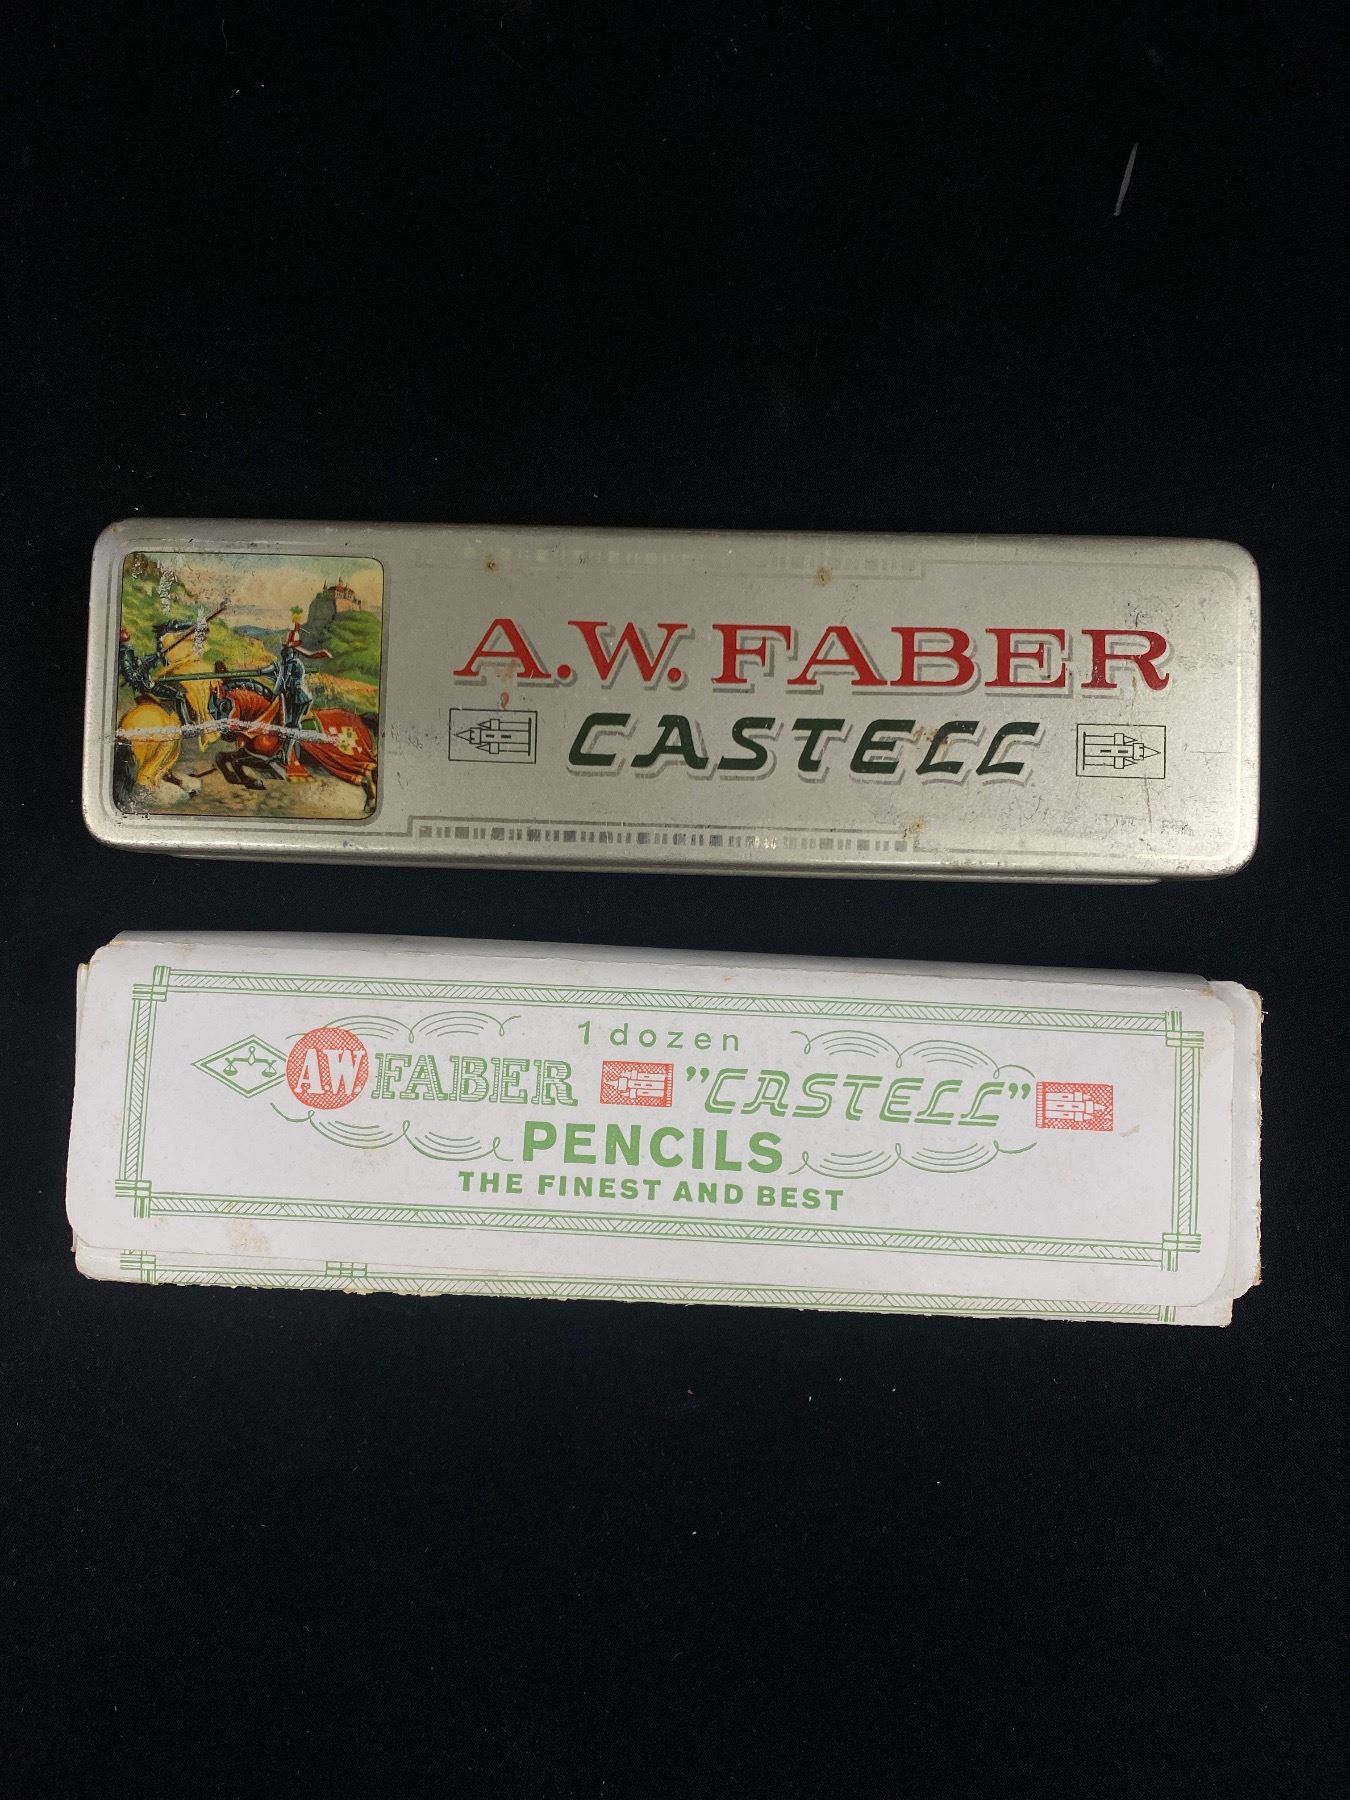 A.W. FABER
CASTELL
1 dozen
A.W. FABER "CASTELL"
PENCILS
THE FINEST AND BEST